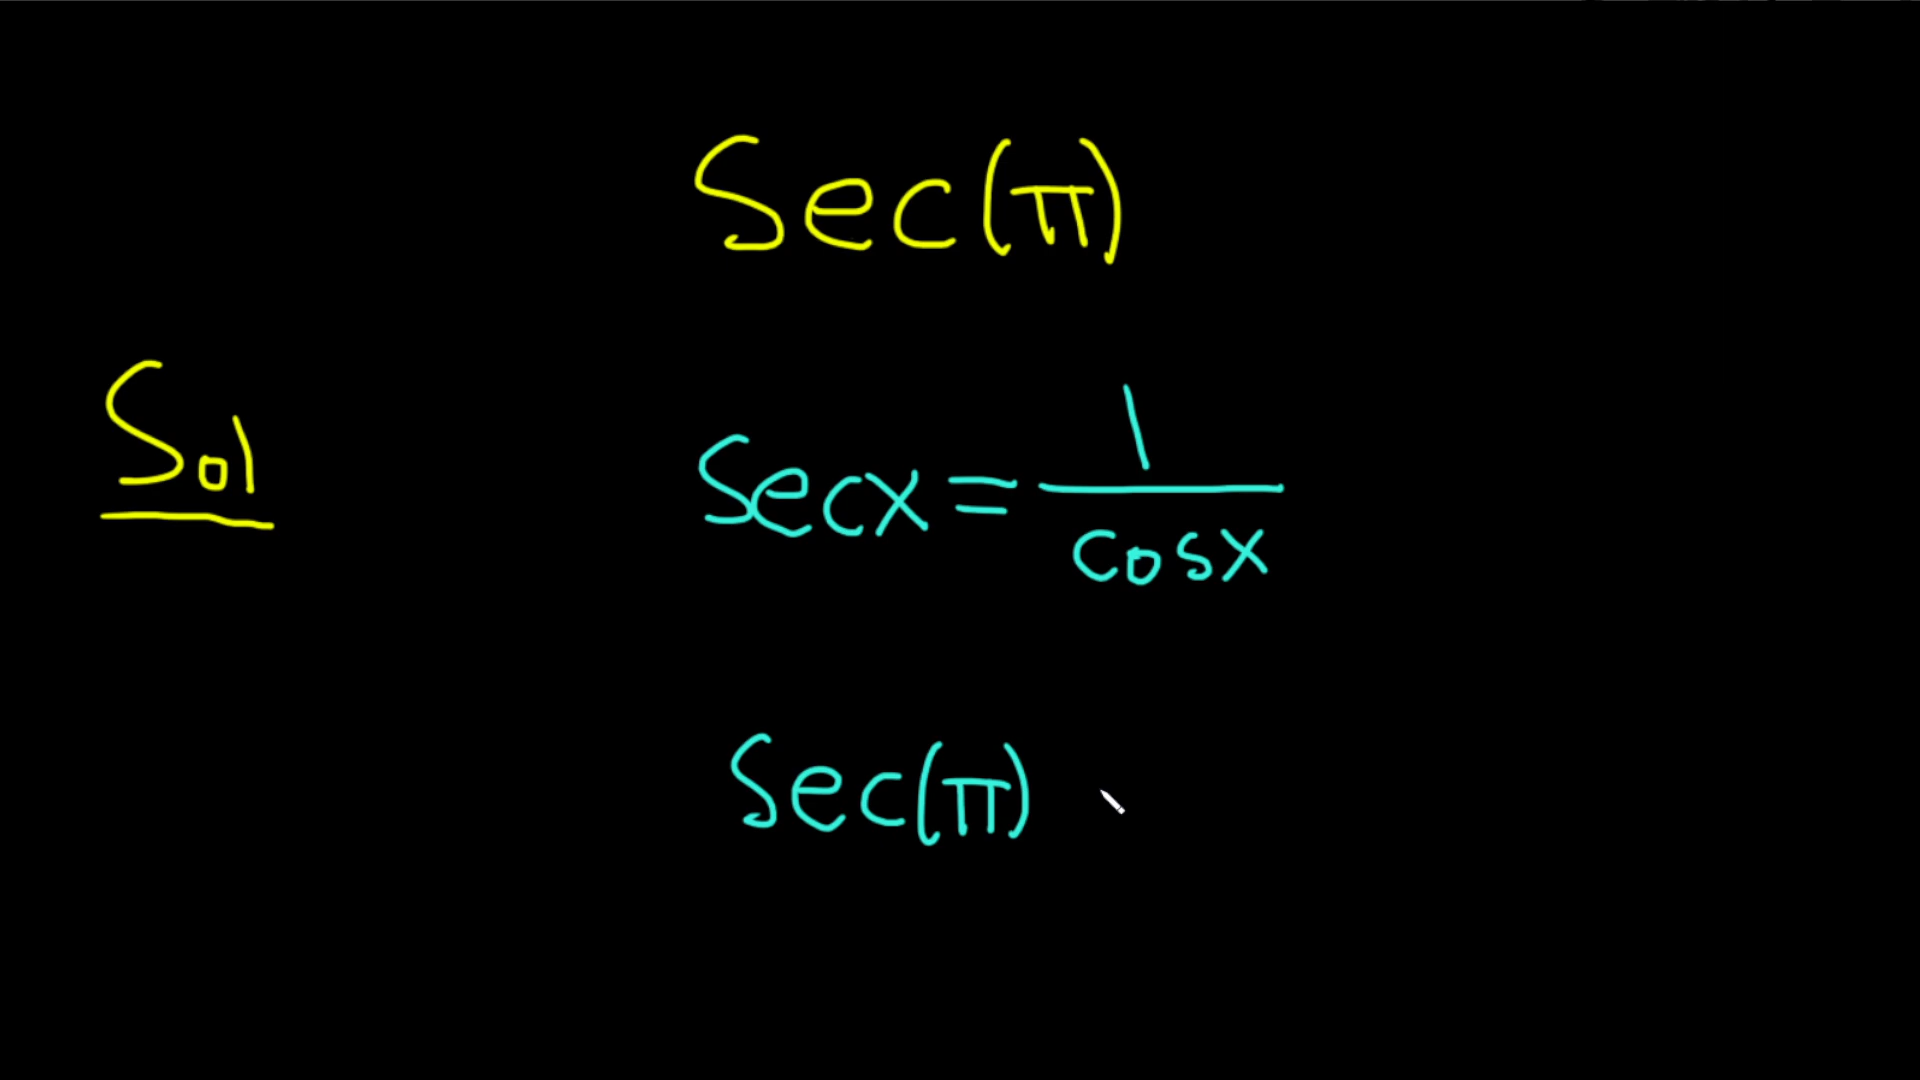 Sec(π)
Sol
Secx = 1/cosx
Sec(π)